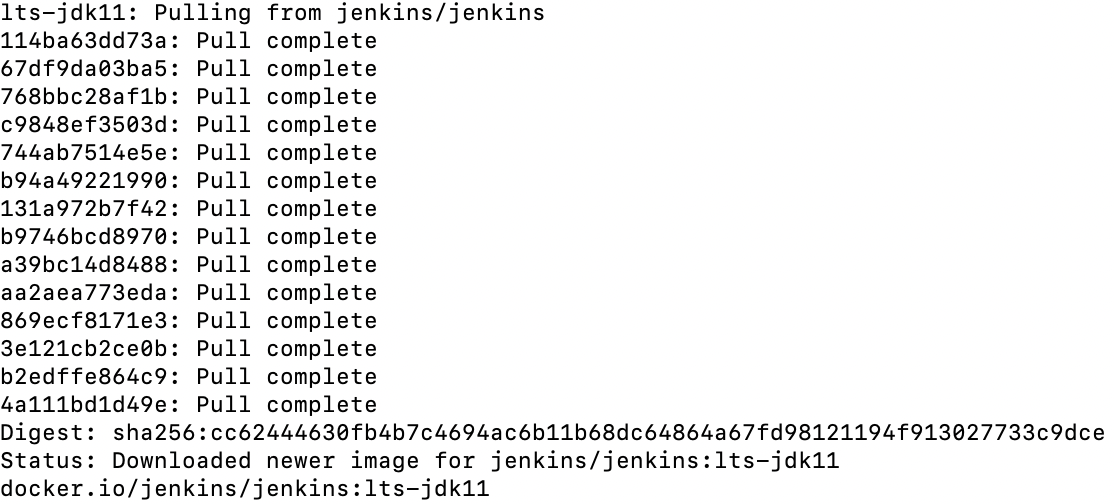 lts-jdk11: Pulling from jenkins/jenkins
114ba63dd73a: Pull complete
67df9da03ba5: Pull complete
768bbc28af1b: Pull complete
c9848ef3503d: Pull complete
744ab7514e5e: Pull complete
b94a49221990: Pull complete
131a972b7f42: Pull complete
b9746bcd8970: Pull complete
a39bc14d8488: Pull complete
aa2aea773eda: Pull complete
869ecf8171e3: Pull complete
3e121cb2ce0b: Pull complete
b2edffe864c9: Pull complete
4a111bd1d49e: Pull complete
Digest: sha256:cc62444630fb4b7c4694ac6b11b68dc64864a67fd98121194f913027733c9dce
Status: Downloaded newer image for jenkins/jenkins:lts-jdk11
docker.io/jenkins/jenkins:lts-jdk11